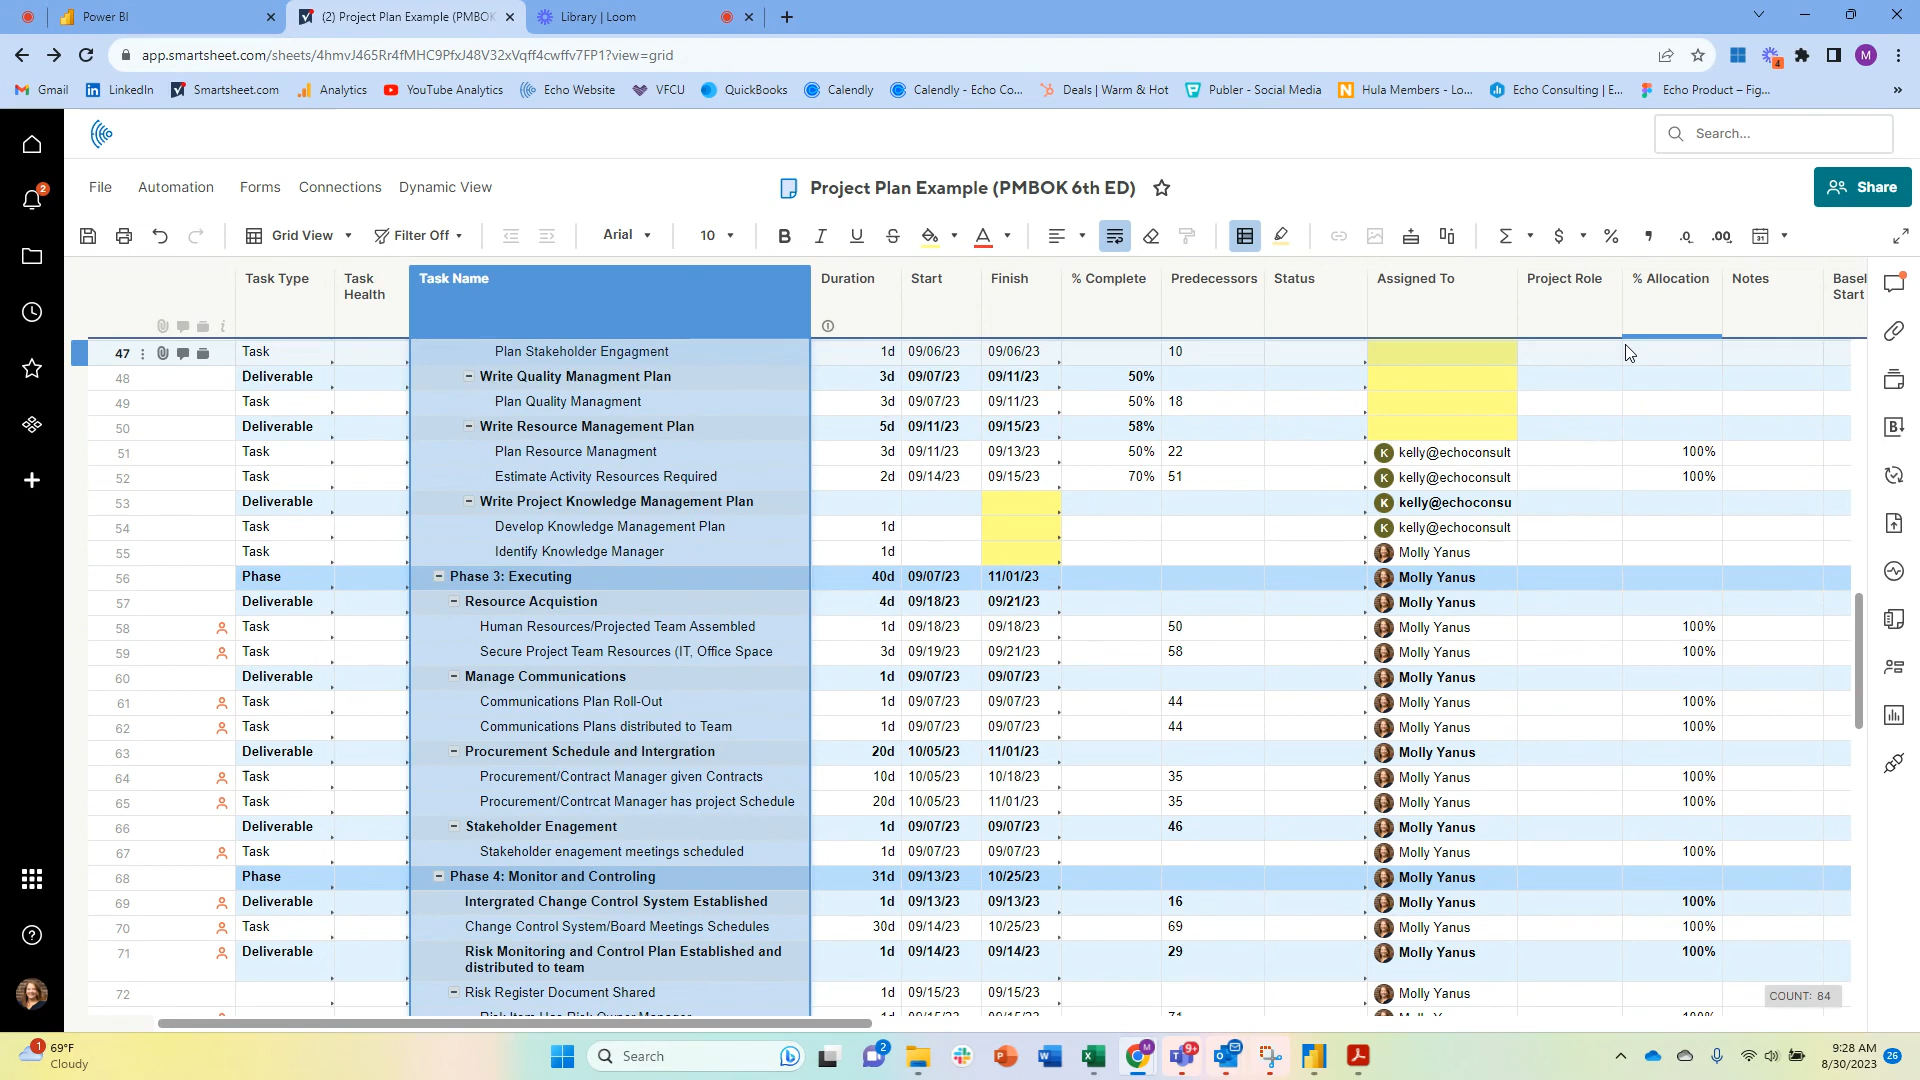 Power BI
(2) Project Plan Example (PMBOK
Library | Loom
app.smartsheet.com/sheets/4hmvJ465Rr4fMHC9PfxJ48V32xVqff4cwffv7FP1?view=grid
M
4
Gmail LinkedIn Smartsheet.com Analytics YouTube Analytics Echo Website VFCU QuickBooks Calendly Calendly - Echo Co... Deals | Warm & Hot Publer - Social Media Hula Members - Lo... Echo Consulting | E... Echo Product – Fig... »
Search...
2
File Automation Forms Connections Dynamic View
Project Plan Example (PMBOK 6th ED)
Share
Grid View Filter Off Arial 10 B I U S A Σ $ % , .0 .00
Task Type Task Health Task Name Duration Start Finish % Complete Predecessors Status Assigned To Project Role % Allocation Notes Basel Start
47 Task Plan Stakeholder Engagment 1d 09/06/23 09/06/23 10
48 Deliverable Write Quality Managment Plan 3d 09/07/23 09/11/23 50%
49 Task Plan Quality Managment 3d 09/07/23 09/11/23 50% 18
50 Deliverable Write Resource Management Plan 5d 09/11/23 09/15/23 58%
51 Task Plan Resource Managment 3d 09/11/23 09/13/23 50% 22 K kelly@echoconsult 100%
52 Task Estimate Activity Resources Required 2d 09/14/23 09/15/23 70% 51 K kelly@echoconsult 100%
53 Deliverable Write Project Knowledge Management Plan K kelly@echoconsu
54 Task Develop Knowledge Management Plan 1d K kelly@echoconsult
55 Task Identify Knowledge Manager 1d Molly Yanus
56 Phase Phase 3: Executing 40d 09/07/23 11/01/23 Molly Yanus
57 Deliverable Resource Acquistion 4d 09/18/23 09/21/23 Molly Yanus
58 Task Human Resources/Projected Team Assembled 1d 09/18/23 09/18/23 50 Molly Yanus 100%
59 Task Secure Project Team Resources (IT, Office Space 3d 09/19/23 09/21/23 58 Molly Yanus 100%
60 Deliverable Manage Communications 1d 09/07/23 09/07/23 Molly Yanus
61 Task Communications Plan Roll-Out 1d 09/07/23 09/07/23 44 Molly Yanus 100%
62 Task Communications Plans distributed to Team 1d 09/07/23 09/07/23 44 Molly Yanus 100%
63 Deliverable Procurement Schedule and Intergration 20d 10/05/23 11/01/23 Molly Yanus
64 Task Procurement/Contract Manager given Contracts 10d 10/05/23 10/18/23 35 Molly Yanus 100%
65 Task Procurement/Contrcat Manager has project Schedule 20d 10/05/23 11/01/23 35 Molly Yanus 100%
66 Deliverable Stakeholder Enagement 1d 09/07/23 09/07/23 46 Molly Yanus
67 Task Stakeholder enagement meetings scheduled 1d 09/07/23 09/07/23 Molly Yanus 100%
68 Phase Phase 4: Monitor and Controling 31d 09/13/23 10/25/23 Molly Yanus
69 Deliverable Intergrated Change Control System Established 1d 09/13/23 09/13/23 16 Molly Yanus 100%
70 Task Change Control System/Board Meetings Schedules 30d 09/14/23 10/25/23 69 Molly Yanus 100%
71 Deliverable Risk Monitoring and Control Plan Established and 1d 09/14/23 09/14/23 29 Molly Yanus 100%
distributed to team
72 Risk Register Document Shared 1d 09/15/23 09/15/23 Molly Yanus
COUNT: 84
1
69°F
Cloudy
Search
2
9+
9:28 AM
8/30/2023
26